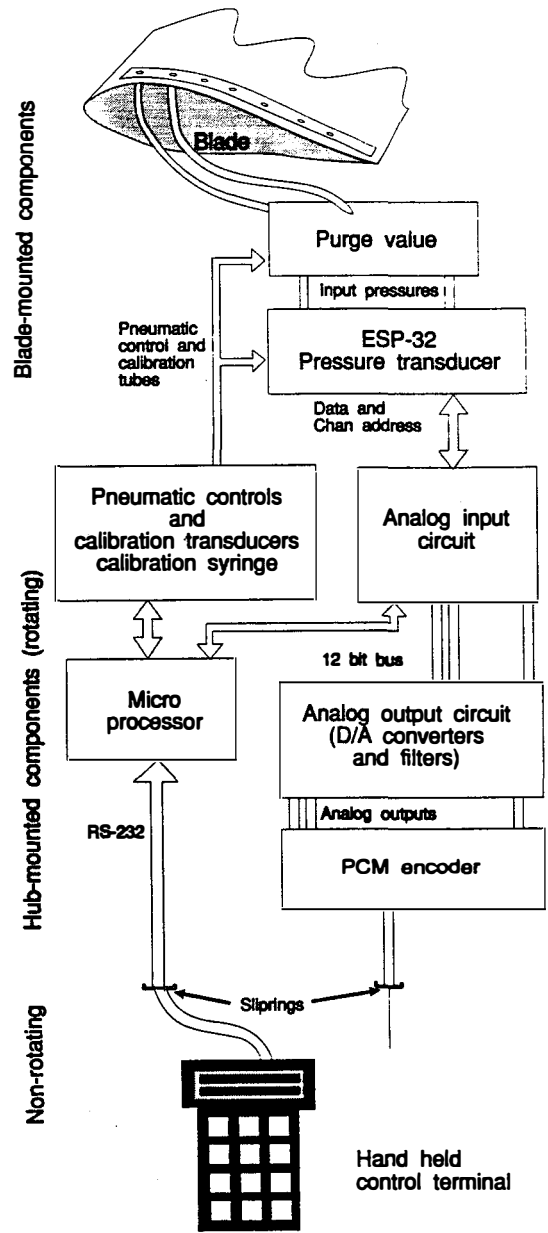 Blade
Blade-mounted components
Purge value
Input pressures
Pneumatic
control and
calibration
tubes
ESP-32
Pressure transducer
Data and
Chan address
Pneumatic controls
and
calibration transducers
calibration syringe
Analog input
circuit
Hub-mounted components (rotating)
12 bit bus
Micro
processor
Analog output circuit
(D/A converters
and filters)
RS-232
Analog outputs
PCM encoder
Sliprings
Non-rotating
Hand held
control terminal